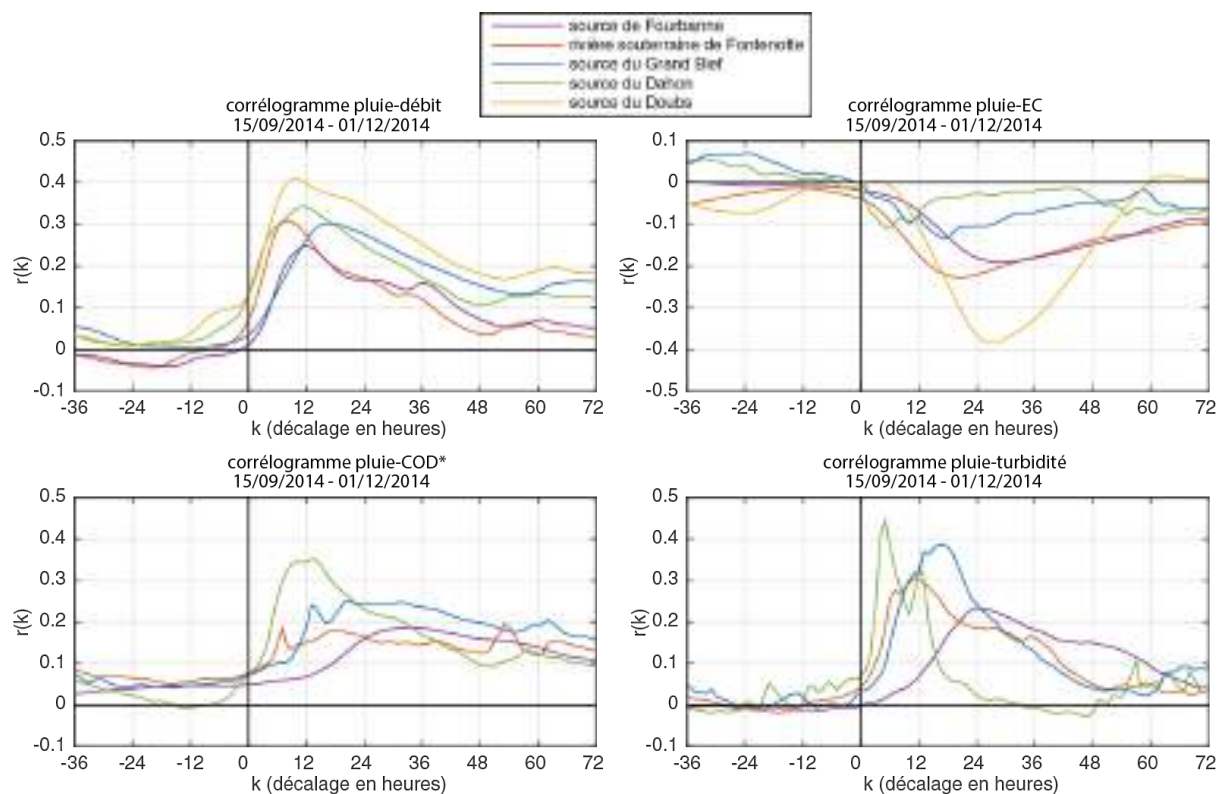 source de Fourbanne
rivière souterraine de Fontenotte
source du Grand Bief
source du Dahon
source du Doubs
corrélogramme pluie-débit
15/09/2014 - 01/12/2014
0.5
0.4
0.3
0.2
0.1
0
-0.1
r(k)
-36 -24 -12 0 12 24 36 48 60 72
k (décalage en heures)
corrélogramme pluie-EC
15/09/2014 - 01/12/2014
0.1
0
-0.1
-0.2
-0.3
-0.4
-0.5
r(k)
-36 -24 -12 0 12 24 36 48 60 72
k (décalage en heures)
corrélogramme pluie-COD*
15/09/2014 - 01/12/2014
0.5
0.4
0.3
0.2
0.1
0
-0.1
r(k)
-36 -24 -12 0 12 24 36 48 60 72
k (décalage en heures)
corrélogramme pluie-turbidité
15/09/2014 - 01/12/2014
0.5
0.4
0.3
0.2
0.1
0
-0.1
r(k)
-36 -24 -12 0 12 24 36 48 60 72
k (décalage en heures)